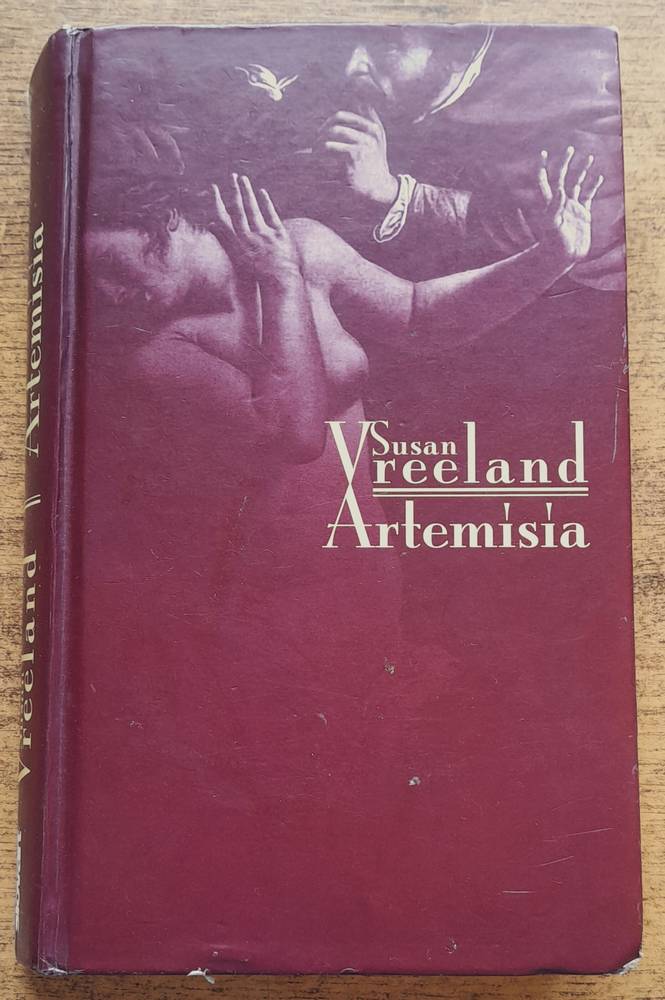 Susan
Vreeland
Artemisia
Vreeland || Artemisia